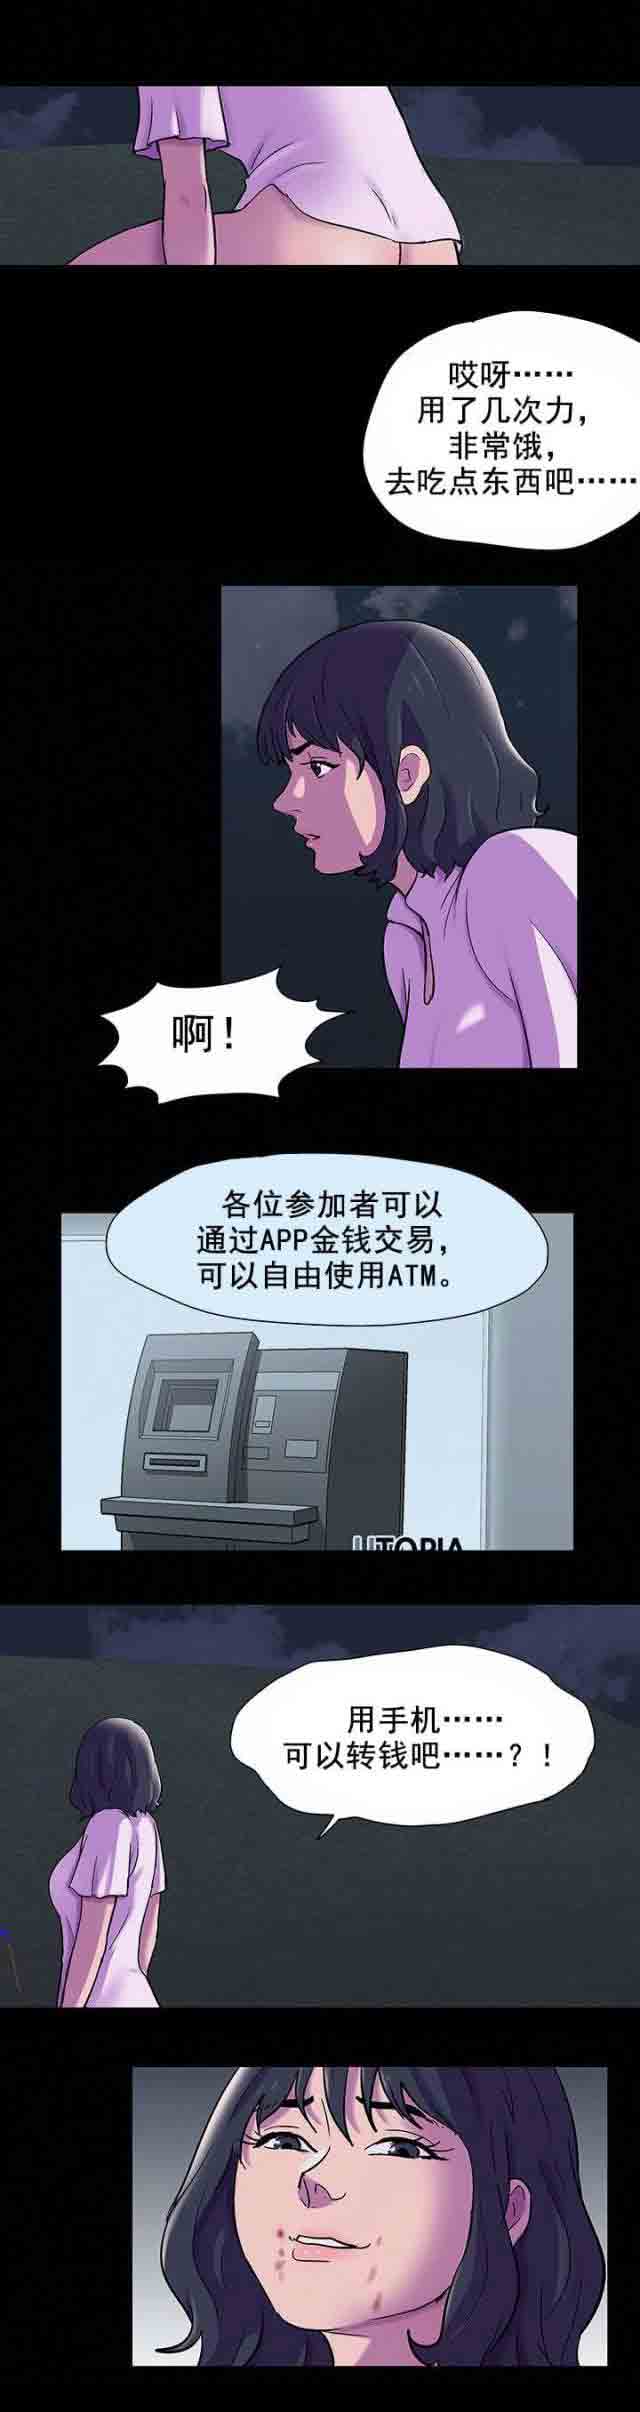 哎呀……
用了几次力，
非常饿，
去吃点东西吧……
啊！
各位参加者可以
通过APP金钱交易，
可以自由使用ATM。
UTOPIA
用手机……
可以转钱吧……？！